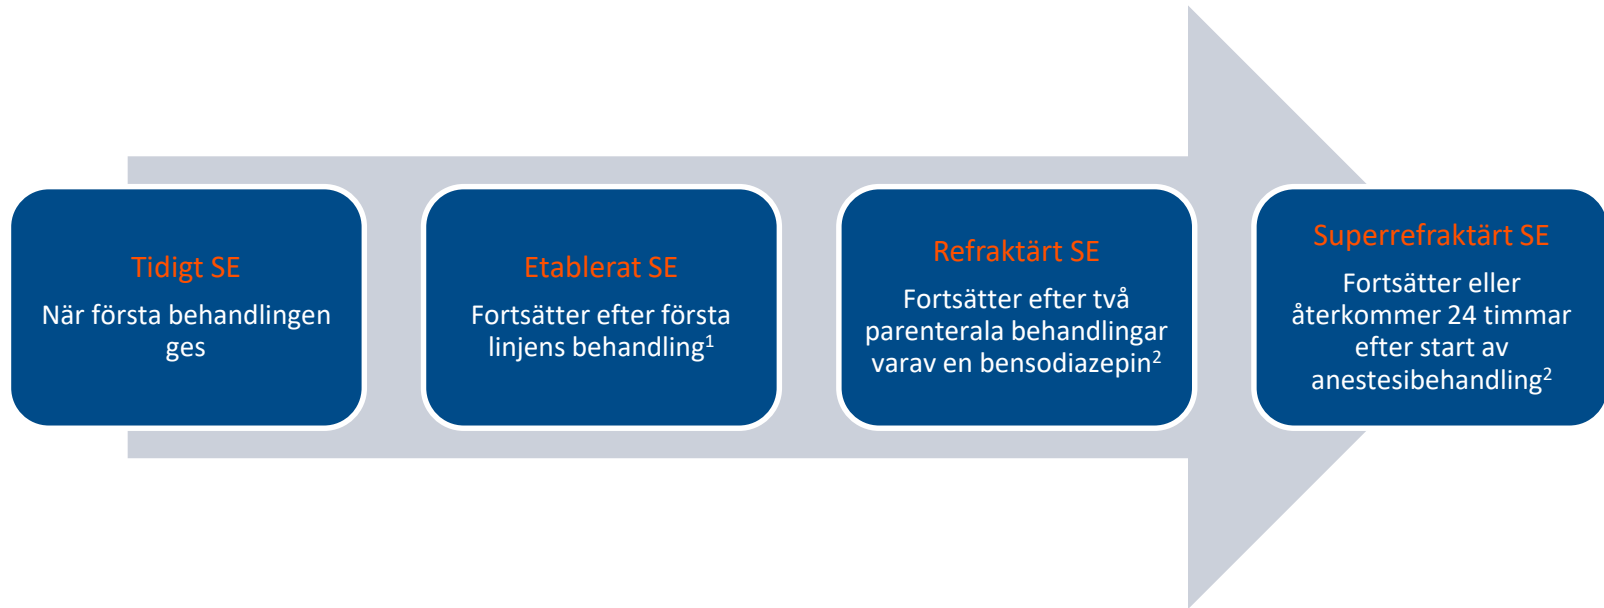 Tidigt SE
När första behandlingen
ges
Etablerat SE
Fortsätter efter första
linjens behandling¹
Refraktärt SE
Fortsätter efter två
parenterala behandlingar
varav en bensodiazepin²
Superrefraktärt SE
Fortsätter eller
återkommer 24 timmar
efter start av
anestesibehandling²